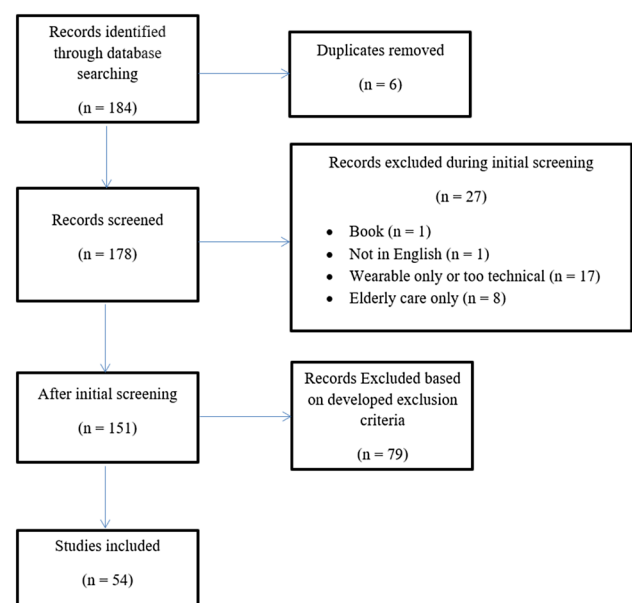 Records identified
through database
searching
(n = 184)
Duplicates removed
(n = 6)
Records excluded during initial screening
(n = 27)
• Book (n = 1)
• Not in English (n = 1)
• Wearable only or too technical (n = 17)
• Elderly care only (n = 8)
Records screened
(n = 178)
After initial screening
(n = 151)
Records Excluded based
on developed exclusion
criteria
(n = 79)
Studies included
(n = 54)